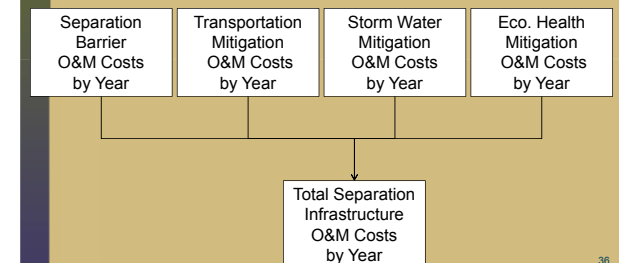 Separation
Barrier
O&M Costs
by Year
Transportation
Mitigation
O&M Costs
by Year
Storm Water
Mitigation
O&M Costs
by Year
Eco. Health
Mitigation
O&M Costs
by Year
Total Separation
Infrastructure
O&M Costs
by Year
36